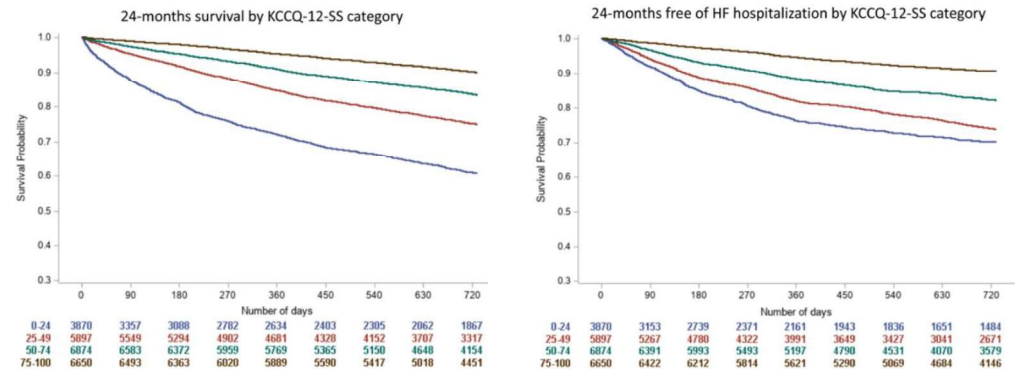 24-months survival by KCCQ-12-SS category
Survival Probability
1.0
0.9
0.8
0.7
0.6
0.5
0.4
0.3
0 90 180 270 360 450 540 630 720
Number of days
0-24 3870 3357 3088 2782 2634 2403 2305 2062 1867
25-49 5897 5549 5294 4902 4681 4328 4152 3707 3317
50-74 6874 6583 6372 5959 5769 5365 5150 4648 4154
75-100 6650 6493 6363 6020 5889 5590 5417 5018 4451
24-months free of HF hospitalization by KCCQ-12-SS category
Survival Probability
1.0
0.9
0.8
0.7
0.6
0.5
0.4
0.3
0 90 180 270 360 450 540 630 720
Number of days
0-24 3870 3153 2739 2371 2161 1943 1836 1651 1484
25-49 5897 5267 4780 4322 3991 3649 3427 3041 2671
50-74 6874 6391 5993 5493 5197 4790 4531 4070 3579
75-100 6650 6422 6212 5814 5621 5290 5069 4684 4146